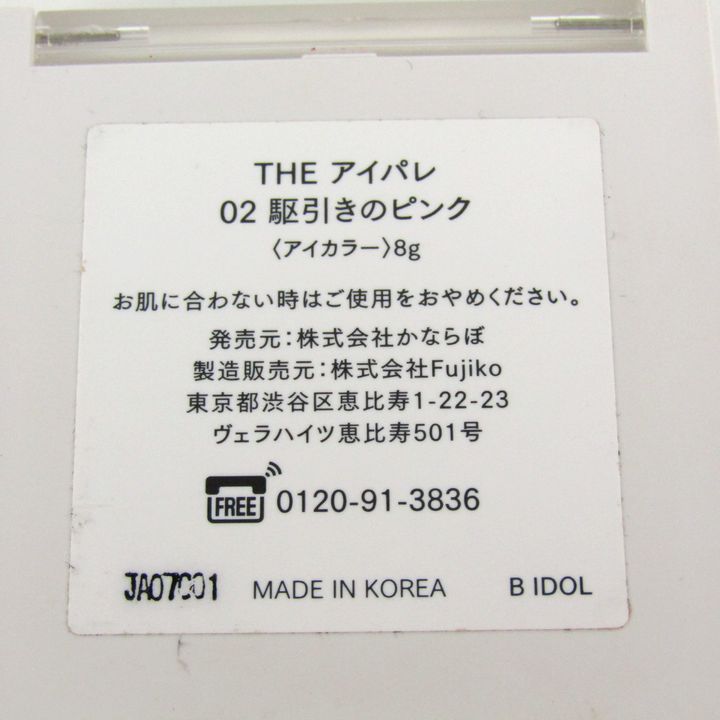 THE アイパレ
02 駆引きのピンク
〈アイカラー〉8g
お肌に合わない時はご使用をおやめください。
発売元：株式会社かならぼ
製造販売元：株式会社Fujiko
東京都渋谷区恵比寿1-22-23
ヴェラハイツ恵比寿501号
FREE 0120-91-3836
JA07C01 MADE IN KOREA B IDOL